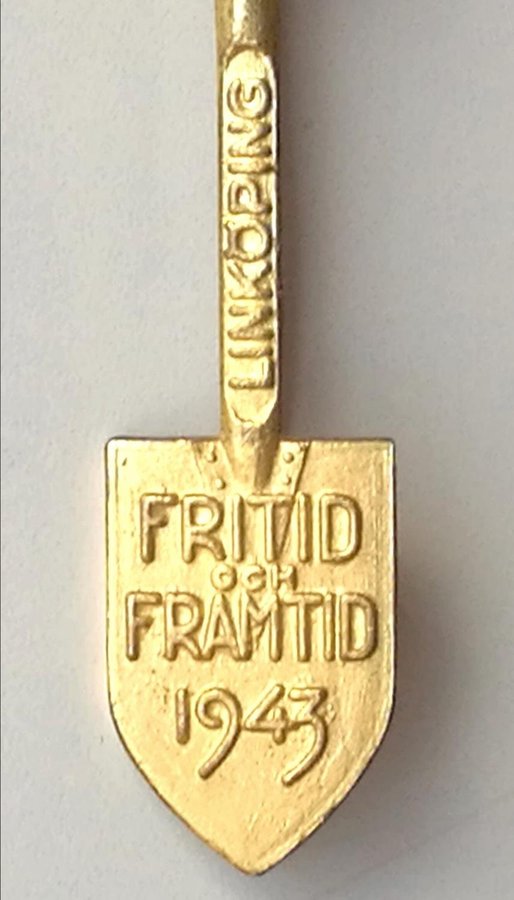 LINKÖPING
FRITID
OCH
FRAMTID
1943